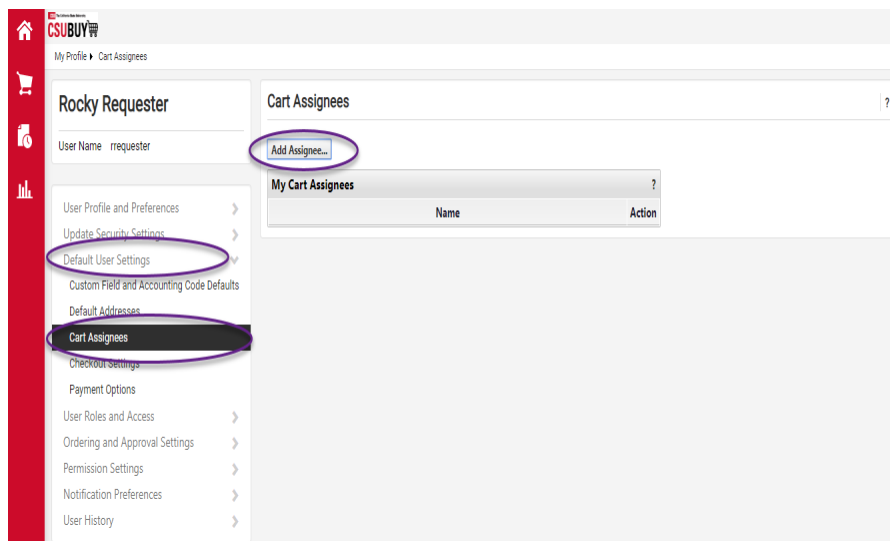 CSUBUY
My Profile Cart Assignees
Rocky Requester
User Name rrequester
User Profile and Preferences
Update Security Settings
Default User Settings
Custom Field and Accounting Code Defaults
Default Addresses
Cart Assignees
Checkout Settings
Payment Options
User Roles and Access
Ordering and Approval Settings
Permission Settings
Notification Preferences
User History
Cart Assignees ?
Add Assignee...
My Cart Assignees ?
Name Action